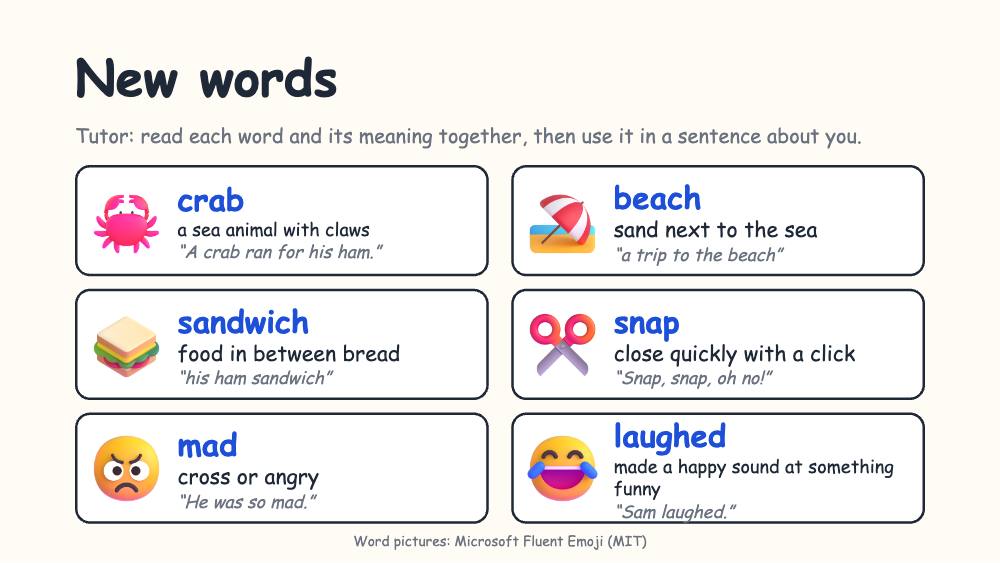 New words
Tutor: read each word and its meaning together, then use it in a sentence about you.
crab
a sea animal with claws
“A crab ran for his ham.”
beach
sand next to the sea
“a trip to the beach”
sandwich
food in between bread
“his ham sandwich”
snap
close quickly with a click
“Snap, snap, oh no!”
mad
cross or angry
“He was so mad.”
laughed
made a happy sound at something
funny
“Sam laughed.”
Word pictures: Microsoft Fluent Emoji (MIT)